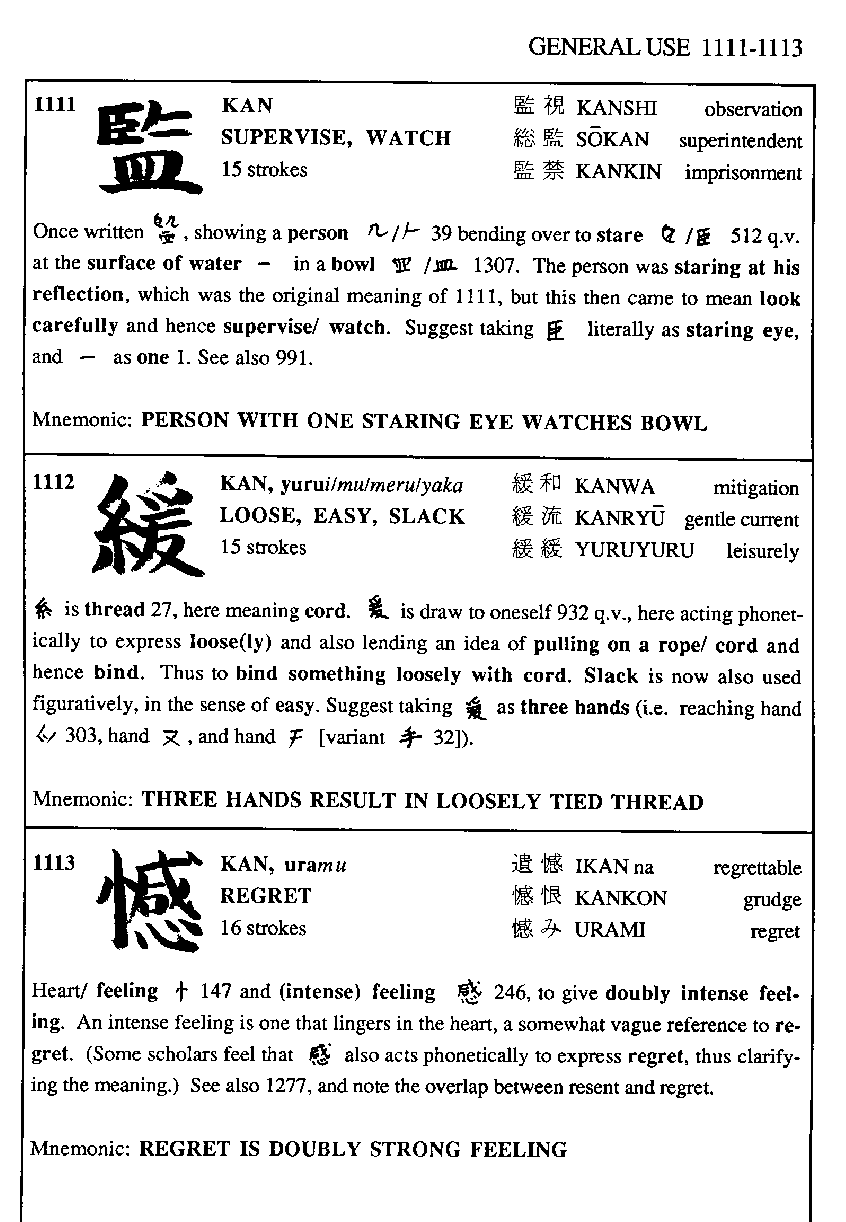 GENERAL USE 1111-1113
1111 監 KAN 監視 KANSHI observation
SUPERVISE, WATCH 総監 SŌKAN superintendent
15 strokes 監禁 KANKIN imprisonment
Once written , showing a person / 39 bending over to stare / 512 q.v.
at the surface of water 一 in a bowl /皿 1307. The person was staring at his
reflection, which was the original meaning of 1111, but this then came to mean look
carefully and hence supervise/ watch. Suggest taking 臣 literally as staring eye,
and 一 as one 1. See also 991.
Mnemonic: PERSON WITH ONE STARING EYE WATCHES BOWL
1112 緩 KAN, yurui/mu/meru/yaka 緩和 KANWA mitigation
LOOSE, EASY, SLACK 緩流 KANRYŪ gentle current
15 strokes 緩緩 YURUYURU leisurely
糸 is thread 27, here meaning cord. 爰 is draw to oneself 932 q.v., here acting phonet-
ically to express loose(ly) and also lending an idea of pulling on a rope/ cord and
hence bind. Thus to bind something loosely with cord. Slack is now also used
figuratively, in the sense of easy. Suggest taking 爰 as three hands (i.e. reaching hand
303, hand 又 , and hand [variant 手 32]).
Mnemonic: THREE HANDS RESULT IN LOOSELY TIED THREAD
1113 憾 KAN, uramu 遺憾 IKAN na regrettable
REGRET 憾恨 KANKON grudge
16 strokes 憾み URAMI regret
Heart/ feeling 忄 147 and (intense) feeling 感 246, to give doubly intense feel-
ing. An intense feeling is one that lingers in the heart, a somewhat vague reference to re-
gret. (Some scholars feel that 感 also acts phonetically to express regret, thus clarify-
ing the meaning.) See also 1277, and note the overlap between resent and regret.
Mnemonic: REGRET IS DOUBLY STRONG FEELING